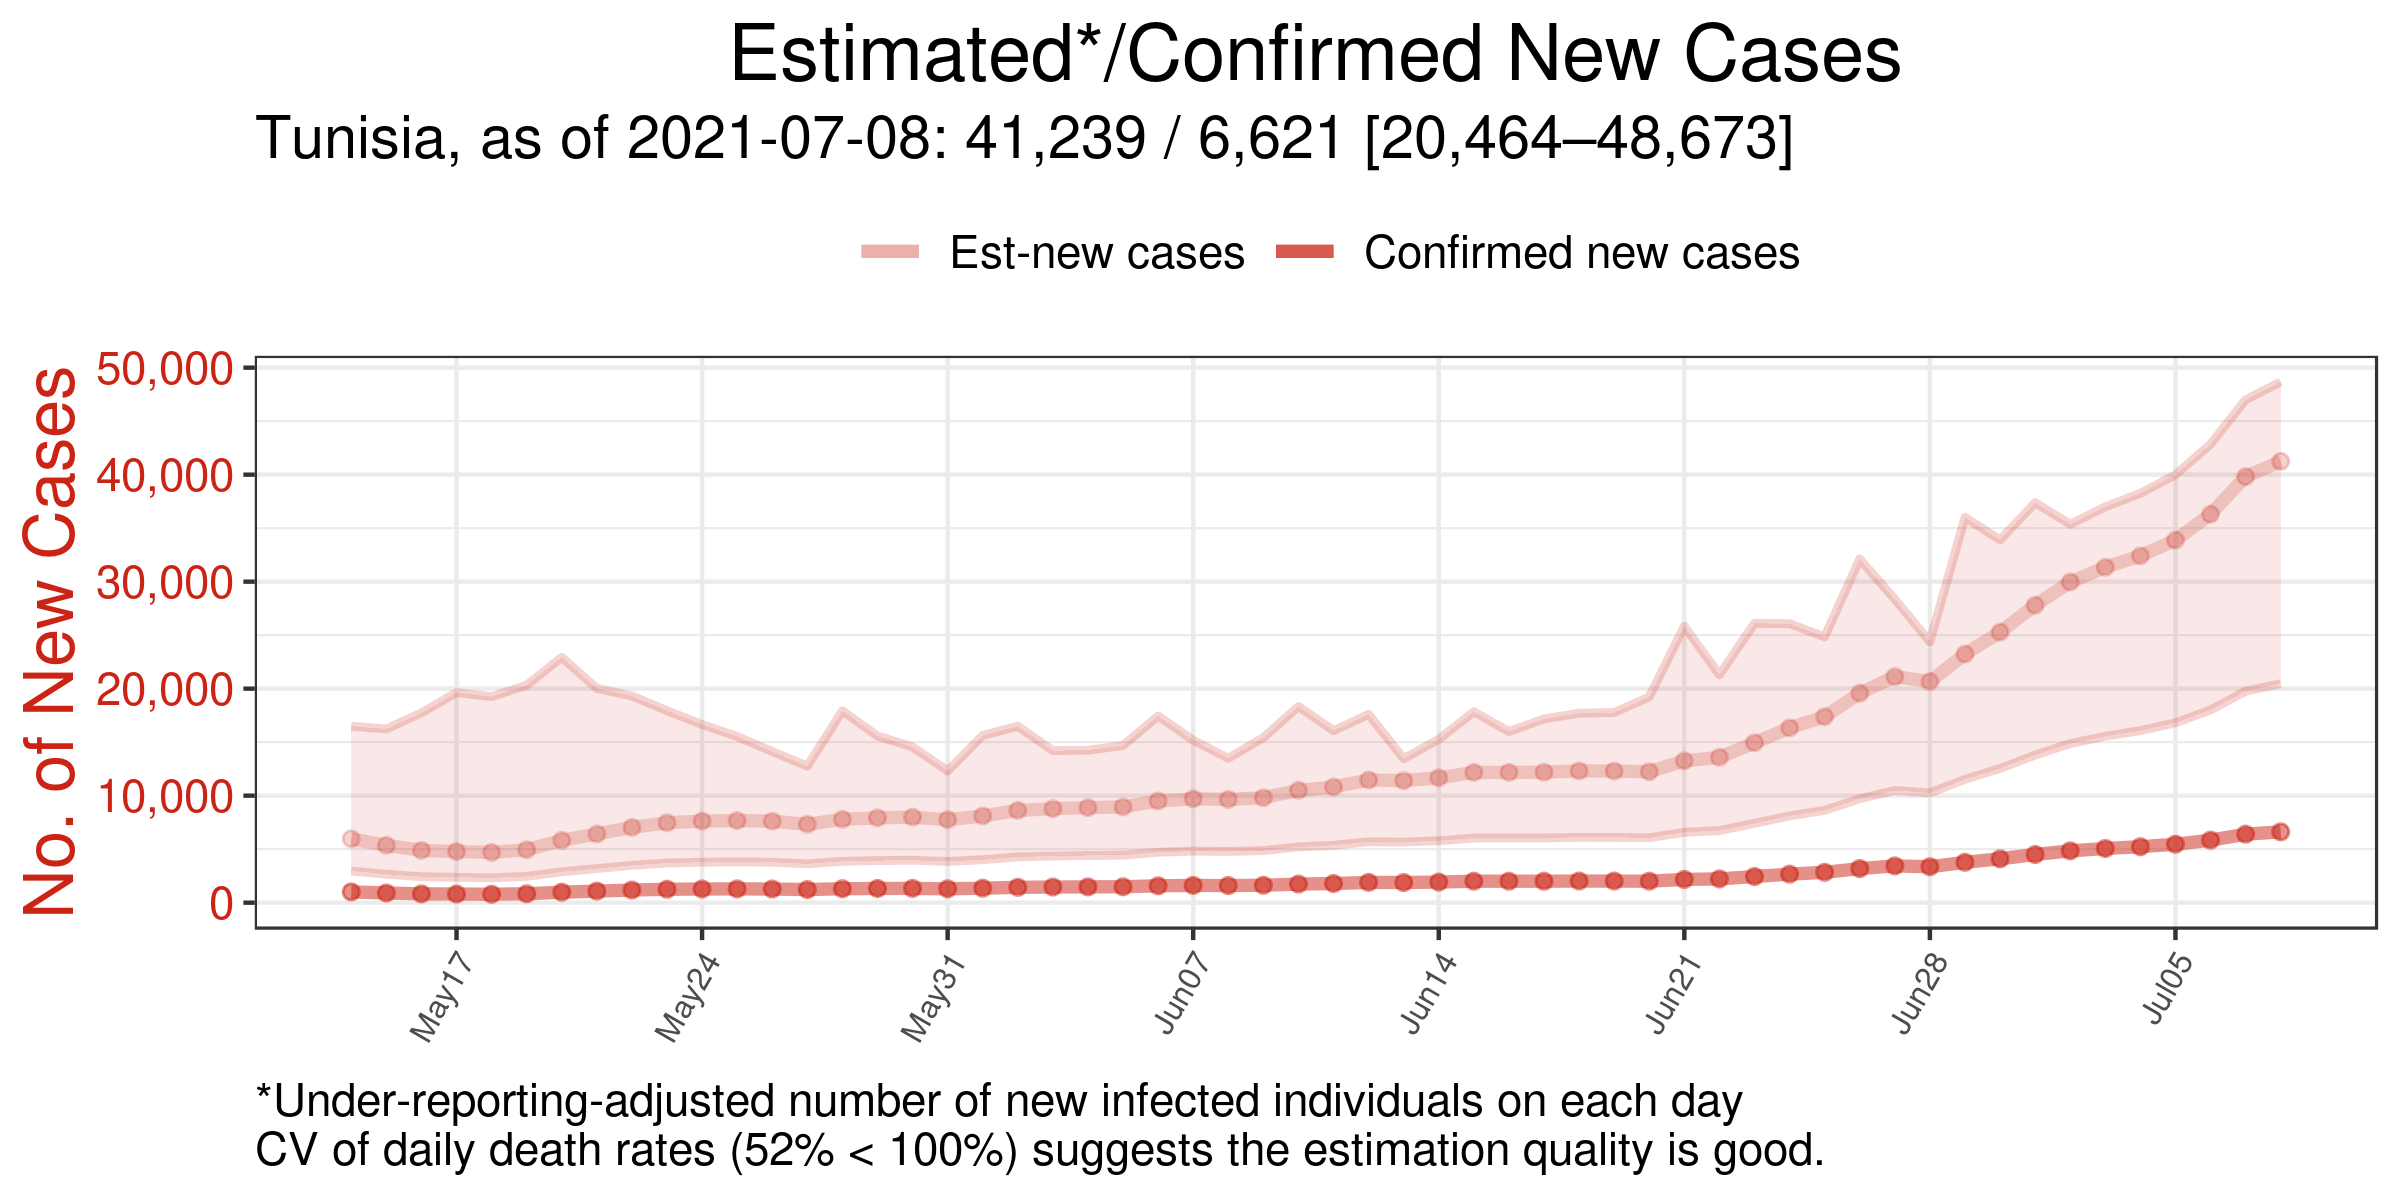 Estimated*/Confirmed New Cases
Tunisia, as of 2021-07-08: 41,239 / 6,621 [20,464–48,673]
Est-new cases
Confirmed new cases
No. of New Cases
50,000
40,000
30,000
20,000
10,000
0
May17
May24
May31
Jun07
Jun14
Jun21
Jun28
Jul05
*Under-reporting-adjusted number of new infected individuals on each day
CV of daily death rates (52% < 100%) suggests the estimation quality is good.